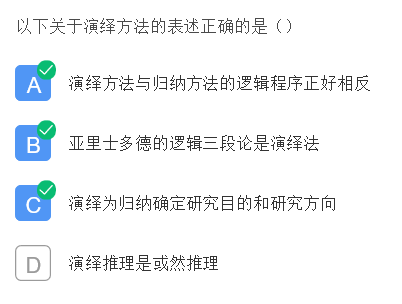 以下关于演绎方法的表述正确的是（）
A 演绎方法与归纳方法的逻辑程序正好相反
B 亚里士多德的逻辑三段论是演绎法
C 演绎为归纳确定研究目的和研究方向
D 演绎推理是或然推理